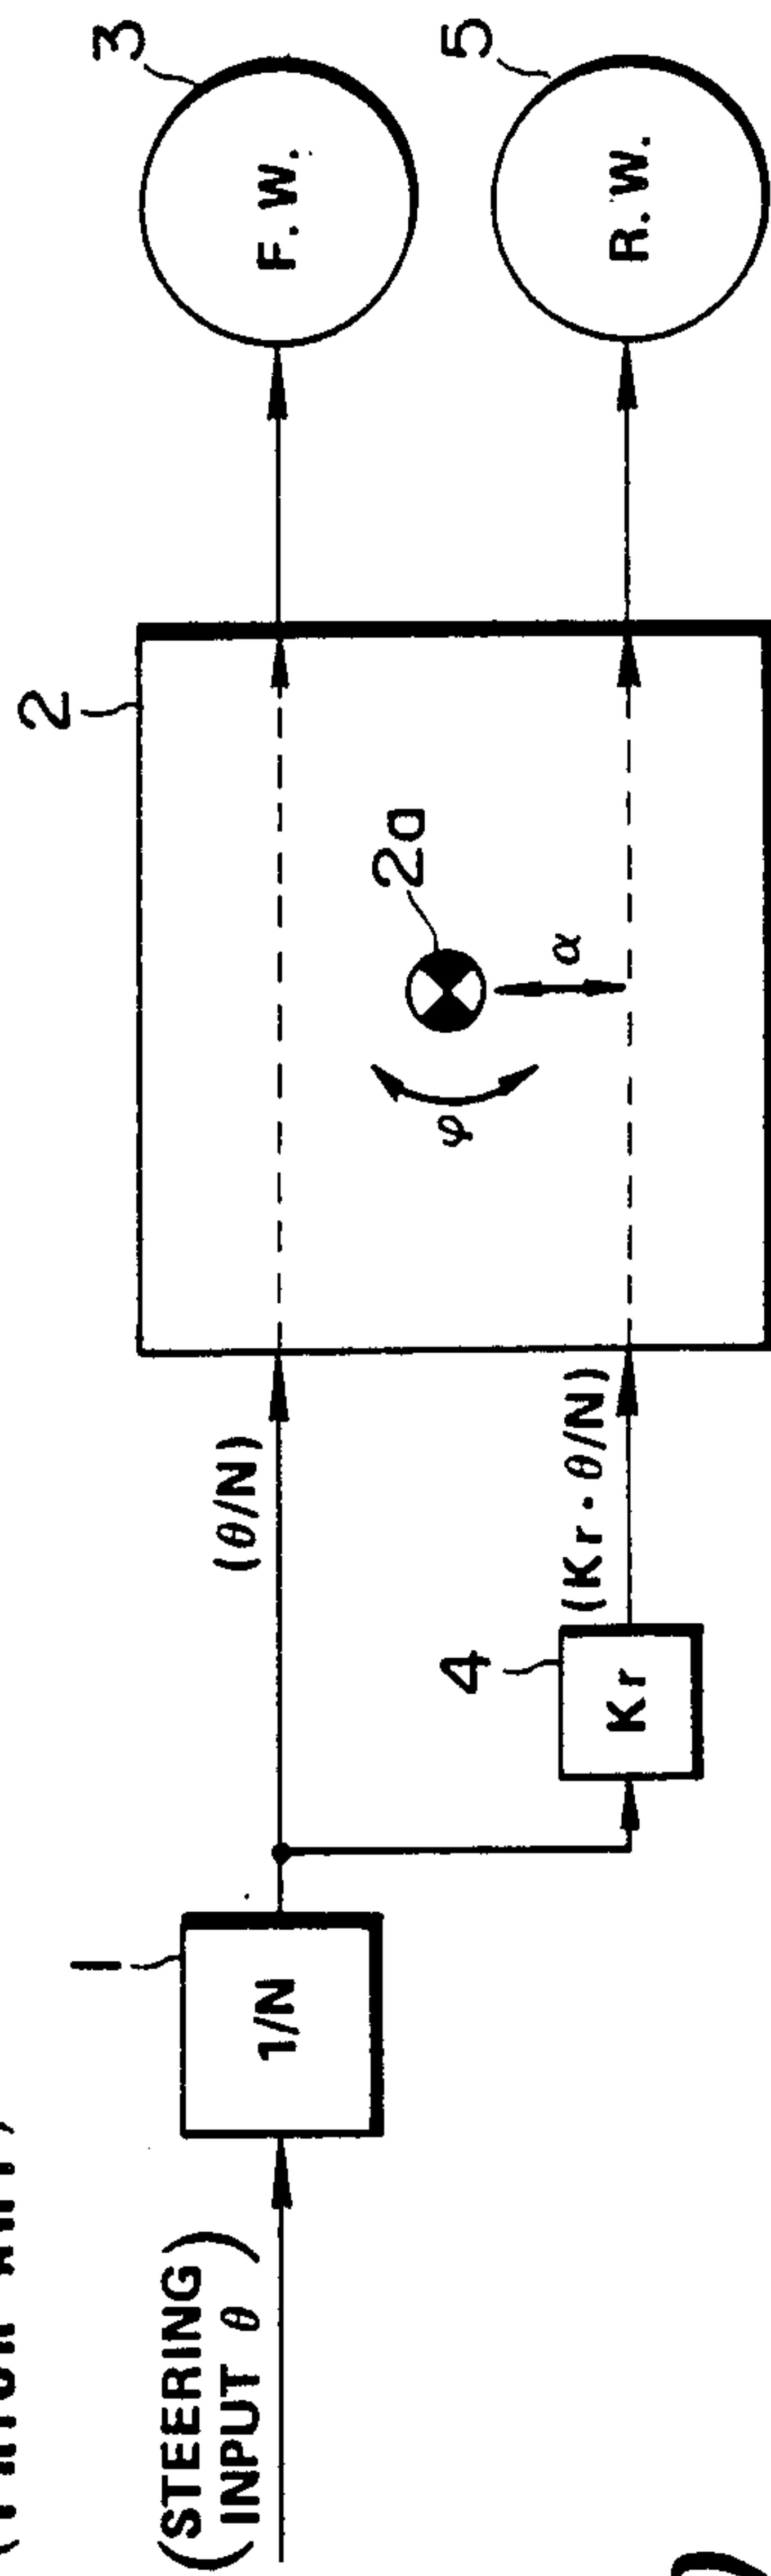 (STEERING
INPUT θ)
1
1/N
(θ/N)
4
Kr
(Kr・θ/N)
2
φ
2a
α
3
F. W.
5
R. W.